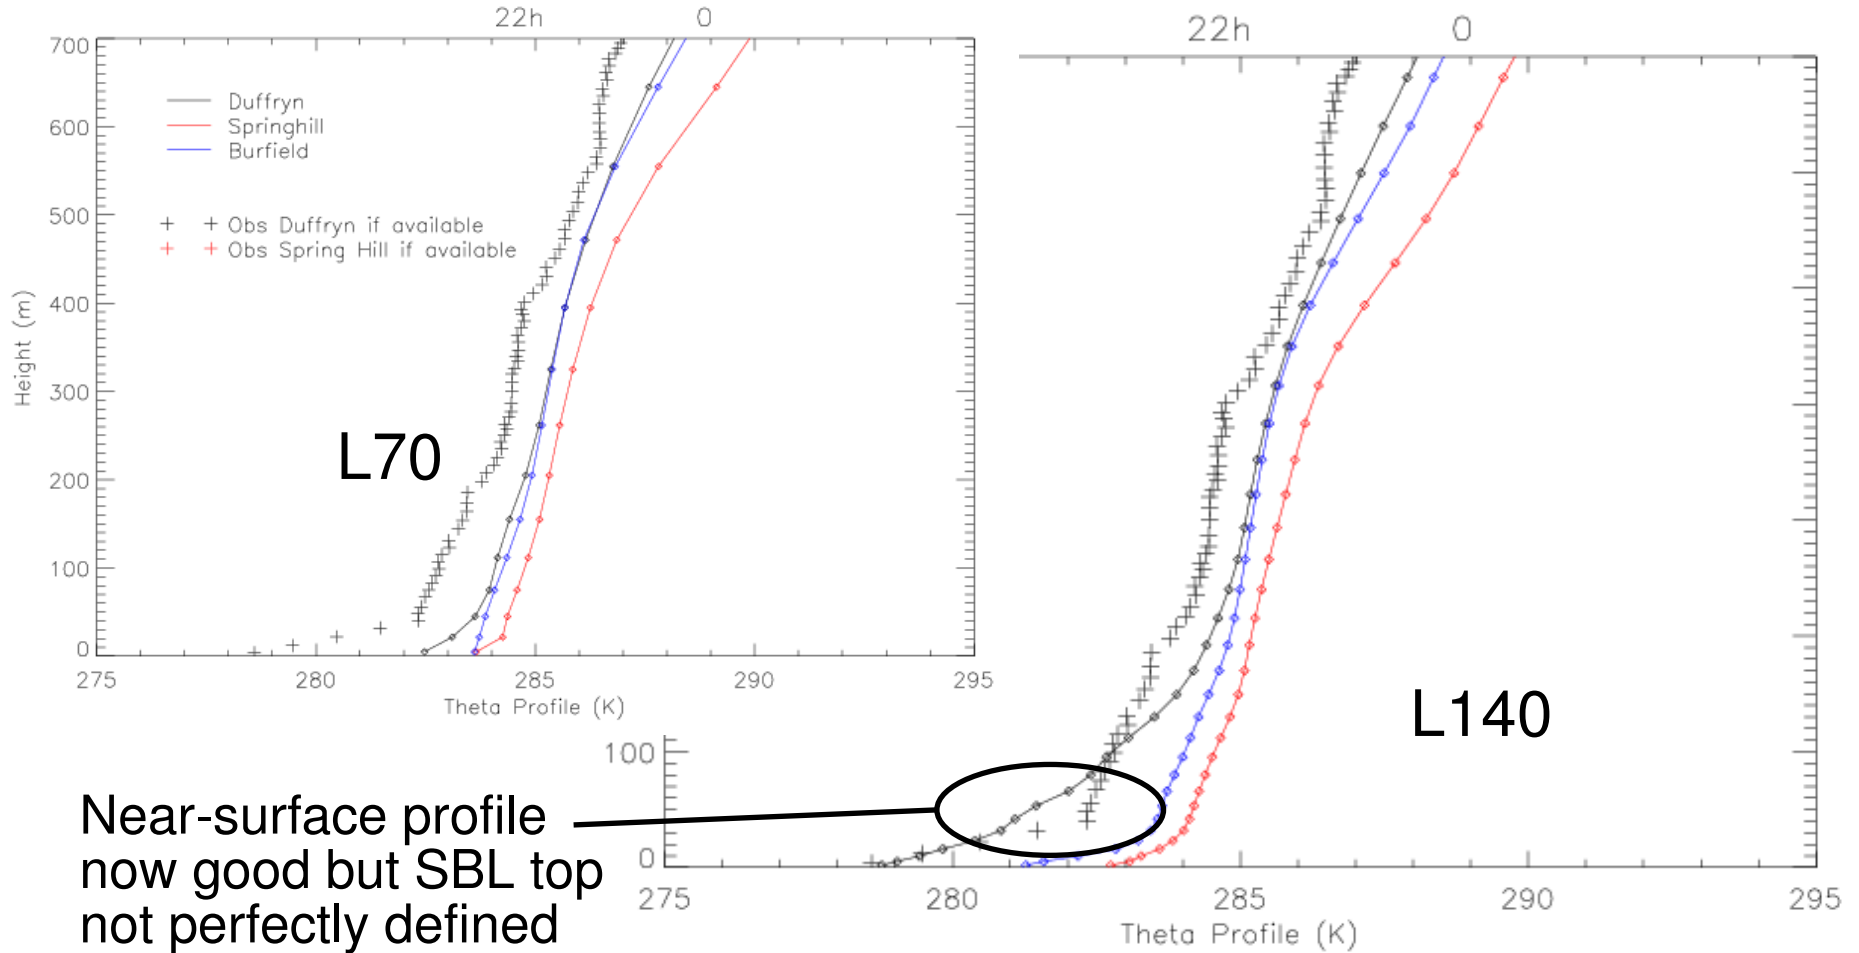 22h 0
700
600
500
400
300
200
100
0
Height (m)
Duffryn
Springhill
Burfield
+ + Obs Duffryn if available
+ + Obs Spring Hill if available
L70
275 280 285 290 295
Theta Profile (K)
22h 0
L140
100
0
275 280 285 290 295
Theta Profile (K)
Near-surface profile
now good but SBL top
not perfectly defined